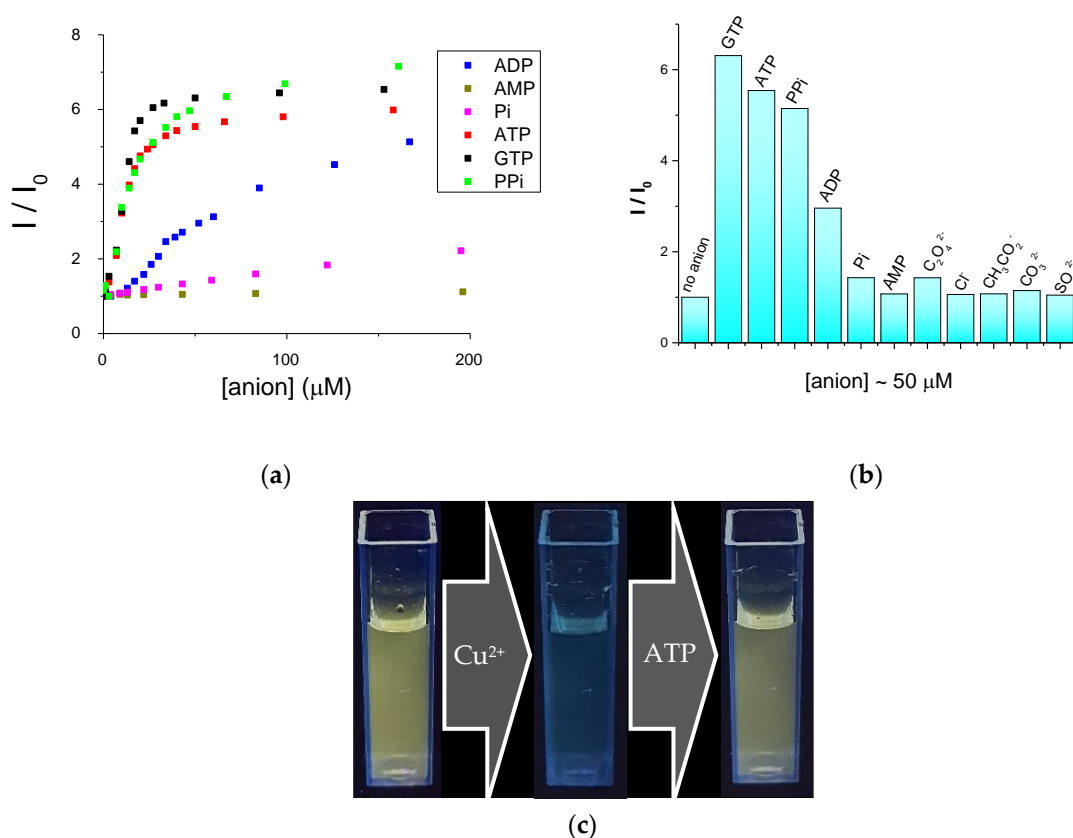 8
6
4
2
0
I / I₀
0
100
200
[anion] (μM)
ADP
AMP
Pi
ATP
GTP
PPi
(a)
6
4
2
0
I / I₀
no anion
GTP
ATP
PPi
ADP
Pi
AMP
C₂O₄²⁻
Cl⁻
CH₃CO₂⁻
CO₃²⁻
SO²⁻
[anion] ~ 50 μM
(b)
Cu²⁺
ATP
(c)